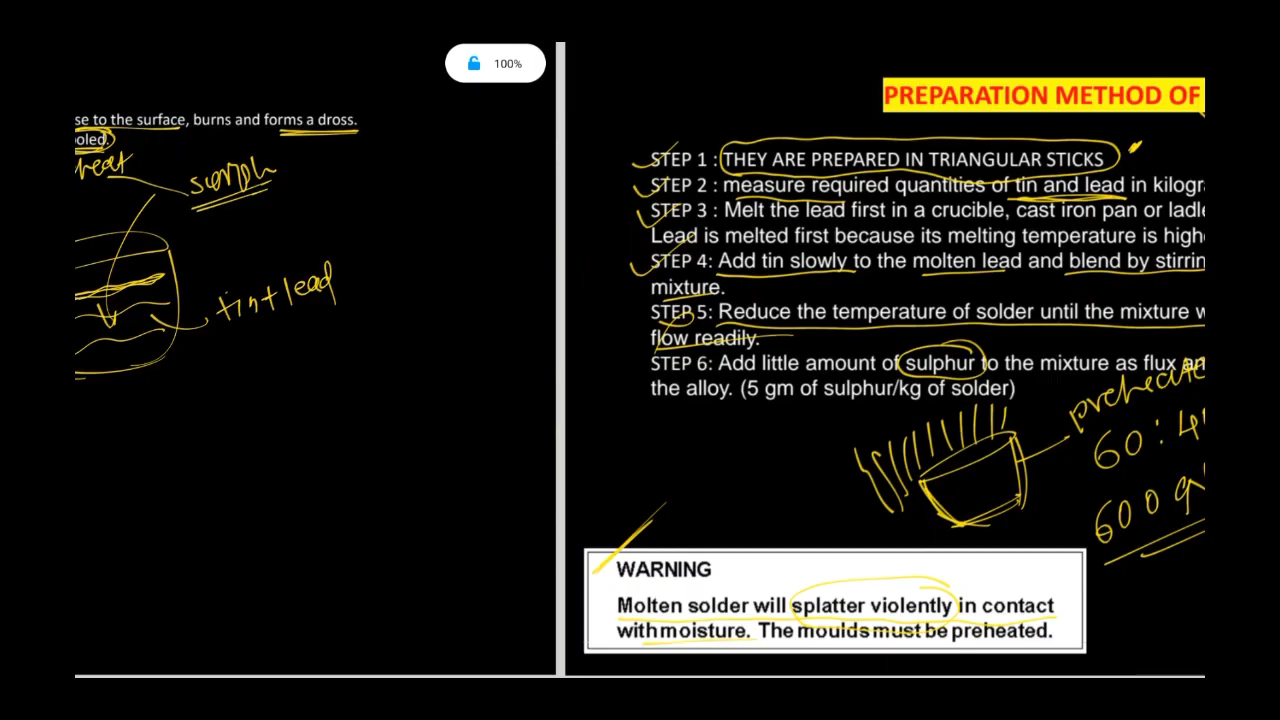 100%
se to the surface, burns and forms a dross.
ooled.
heat
tin+lead
PREPARATION METHOD OF
STEP 1 : THEY ARE PREPARED IN TRIANGULAR STICKS
STEP 2 : measure required quantities of tin and lead in kilogra
STEP 3 : Melt the lead first in a crucible, cast iron pan or ladle
Lead is melted first because its melting temperature is highe
STEP 4: Add tin slowly to the molten lead and blend by stirrin
mixture.
STEP 5: Reduce the temperature of solder until the mixture w
flow readily.
STEP 6: Add little amount of sulphur to the mixture as flux an
the alloy. (5 gm of sulphur/kg of solder)
preheate
60:4
600 g
WARNING
Molten solder will splatter violently in contact
with moisture. The moulds must be preheated.